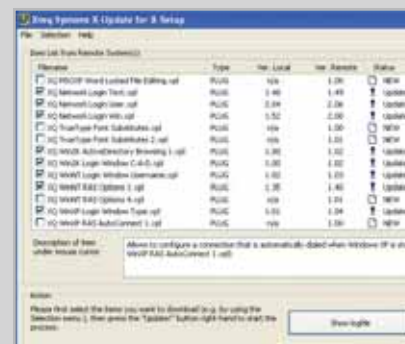 Xteq Systems X-Update for X-Setup
File Selection Help
Data List from Remote System(s)
Filename Type Ver. Local Ver. Remote Status
XQ MSOXP Word Locked File Editing.xpl PLUG n/a 1.00 NEW
XQ Network Login Text.xpl PLUG 1.48 1.49 Update
XQ Network Login User.xpl PLUG 2.04 2.06 Update
XQ Network Login Win.xpl PLUG 1.52 2.00 Update
XQ TrueType Font Substitutes.xpl PLUG n/a 1.00 NEW
XQ TrueType Font Substitutes 2.xpl PLUG n/a 1.01 NEW
XQ Win2K ActiveDirectory Browsing 1.xpl PLUG 1.00 1.02 Update
XQ Win2K Login Window C-A-D.xpl PLUG 1.00 1.02 Update
XQ WinNT Login Window Username.xpl PLUG 1.02 1.03 Update
XQ WinNT RAS Options 1.xpl PLUG 1.35 1.40 Update
XQ WinNT RAS Options 4.xpl PLUG n/a 1.01 NEW
XQ WinXP Login Window Type.xpl PLUG 1.01 1.04 Update
XQ WinXP RAS AutoConnect 1.xpl PLUG n/a 1.01 NEW
Description of item under mouse cursor:
Allows to configure a connection that is automatically dialed when Windows XP is
WinXP RAS AutoConnect 1.xpl)
Action
Please first select the items you want to download (e.g. by using the
Selection menu ), then press the "Update" button right-hand to start the
process.
Show logfile